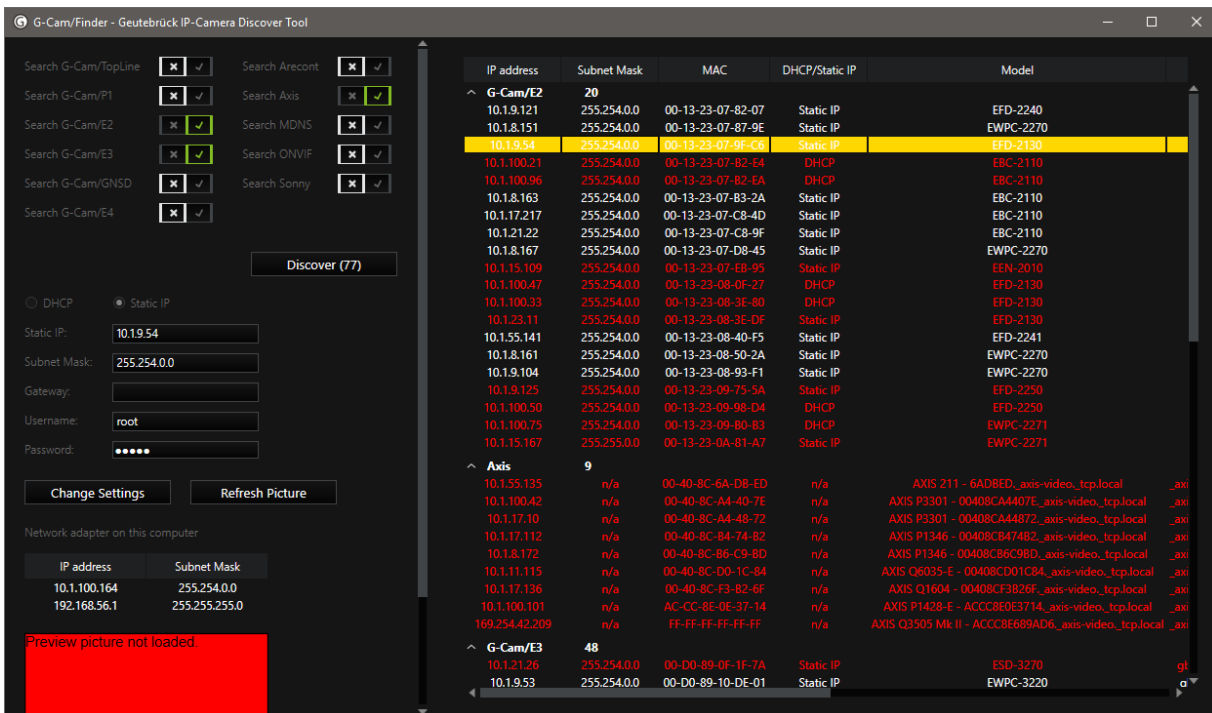 G-Cam/Finder - Geutebrück IP-Camera Discover Tool
Search G-Cam/TopLine Search Arecont
Search G-Cam/P1 Search Axis
Search G-Cam/E2 Search MDNS
Search G-Cam/E3 Search ONVIF
Search G-Cam/GNSD Search Sony
Search G-Cam/E4
Discover (77)
DHCP Static IP
Static IP: 10.1.9.54
Subnet Mask: 255.254.0.0
Gateway:
Username: root
Password: •••••
Change Settings Refresh Picture
Network adapter on this computer
IP address Subnet Mask
10.1.100.164 255.254.0.0
192.168.56.1 255.255.255.0
Preview picture not loaded.
IP address Subnet Mask MAC DHCP/Static IP Model
G-Cam/E2 20
10.1.9.121 255.254.0.0 00-13-23-07-82-07 Static IP EFD-2240
10.1.8.151 255.254.0.0 00-13-23-07-87-9E Static IP EWPC-2270
10.1.9.54 255.254.0.0 00-13-23-07-9F-C6 Static IP EFD-2130
10.1.100.21 255.254.0.0 00-13-23-07-B2-E4 DHCP EBC-2110
10.1.100.96 255.254.0.0 00-13-23-07-B2-EA DHCP EBC-2110
10.1.8.163 255.254.0.0 00-13-23-07-B3-2A Static IP EBC-2110
10.1.17.217 255.254.0.0 00-13-23-07-C8-4D Static IP EBC-2110
10.1.21.22 255.254.0.0 00-13-23-07-C8-9F Static IP EBC-2110
10.1.8.167 255.254.0.0 00-13-23-07-D8-45 Static IP EWPC-2270
10.1.15.109 255.254.0.0 00-13-23-07-EB-95 Static IP EEN-2010
10.1.100.47 255.254.0.0 00-13-23-08-0F-27 DHCP EFD-2130
10.1.100.33 255.254.0.0 00-13-23-08-3E-80 DHCP EFD-2130
10.1.23.11 255.254.0.0 00-13-23-08-3E-DF Static IP EFD-2130
10.1.55.141 255.254.0.0 00-13-23-08-40-F5 Static IP EFD-2241
10.1.8.161 255.254.0.0 00-13-23-08-50-2A Static IP EWPC-2270
10.1.9.104 255.254.0.0 00-13-23-08-93-F1 Static IP EWPC-2270
10.1.9.125 255.254.0.0 00-13-23-09-75-5A Static IP EFD-2250
10.1.100.50 255.254.0.0 00-13-23-09-98-D4 DHCP EFD-2250
10.1.100.75 255.254.0.0 00-13-23-09-B0-83 DHCP EWPC-2271
10.1.15.167 255.255.0.0 00-13-23-0A-81-A7 Static IP EWPC-2271
Axis 9
10.1.55.135 n/a 00-40-8C-6A-DB-ED n/a AXIS 211 - 6ADBED._axis-video._tcp.local _axi
10.1.100.42 n/a 00-40-8C-A4-40-7E n/a AXIS P3301 - 00408CA4407E._axis-video._tcp.local _axi
10.1.17.10 n/a 00-40-8C-A4-48-72 n/a AXIS P3301 - 00408CA44872._axis-video._tcp.local _axi
10.1.17.112 n/a 00-40-8C-B4-74-B2 n/a AXIS P1346 - 00408CB474B2._axis-video._tcp.local _axi
10.1.8.172 n/a 00-40-8C-B6-C9-BD n/a AXIS P1346 - 00408CB6C9BD._axis-video._tcp.local _axi
10.1.11.115 n/a 00-40-8C-D0-1C-84 n/a AXIS Q6035-E - 00408CD01C84._axis-video._tcp.local _axi
10.1.17.136 n/a 00-40-8C-F3-B2-6F n/a AXIS Q1604 - 00408CF3B26F._axis-video._tcp.local _axi
10.1.100.101 n/a AC-CC-8E-0E-37-14 n/a AXIS P1428-E - ACCC8E0E3714._axis-video._tcp.local _axi
169.254.42.209 n/a FF-FF-FF-FF-FF-FF n/a AXIS Q3505 Mk II - ACCC8E689AD6._axis-video._tcp.local _axi
G-Cam/E3 48
10.1.21.26 255.254.0.0 00-D0-89-0F-1F-7A Static IP ESD-3270
10.1.9.53 255.254.0.0 00-D0-89-10-DE-01 Static IP EWPC-3220